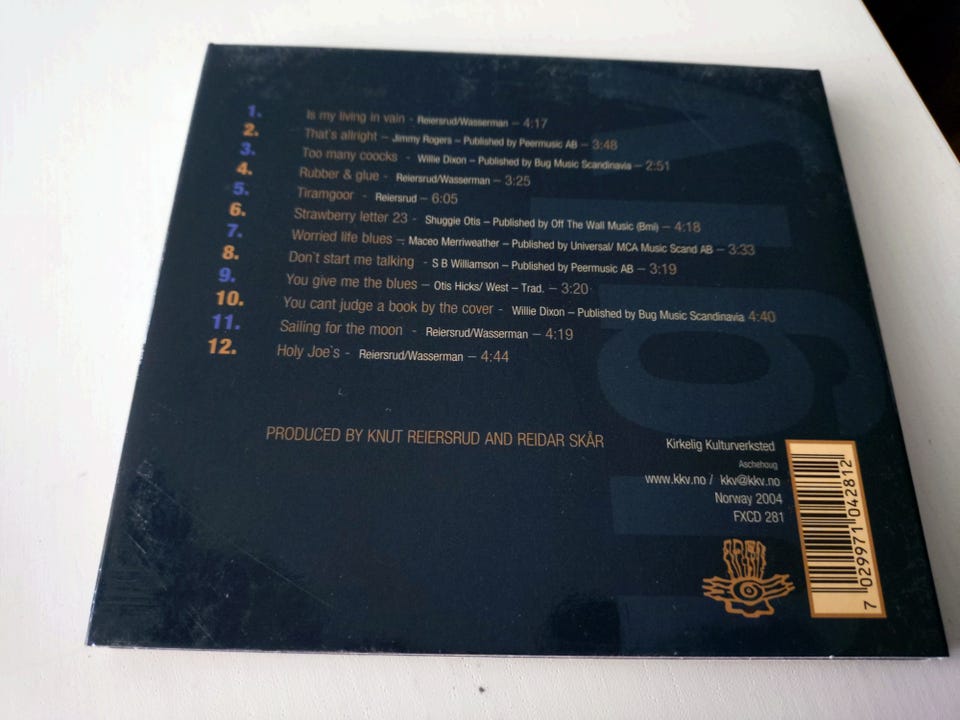 1. Is my living in vain - Reiersrud/Wasserman – 4:17
2. That's allright – Jimmy Rogers – Published by Peermusic AB – 3:48
3. Too many coocks - Willie Dixon – Published by Bug Music Scandinavia – 2:51
4. Rubber & glue - Reiersrud/Wasserman – 3:25
5. Tiramgoor - Reiersrud – 6:05
6. Strawberry letter 23 - Shuggie Otis – Published by Off The Wall Music (Bmi) – 4:18
7. Worried life blues – Maceo Merriweather – Published by Universal/ MCA Music Scand AB – 3:33
8. Don`t start me talking - S B Williamson – Published by Peermusic AB – 3:19
9. You give me the blues – Otis Hicks/ West – Trad. – 3:20
10. You cant judge a book by the cover - Willie Dixon – Published by Bug Music Scandinavia 4:40
11. Sailing for the moon - Reiersrud/Wasserman – 4:19
12. Holy Joe`s - Reiersrud/Wasserman – 4:44
PRODUCED BY KNUT REIERSRUD AND REIDAR SKÅR
Kirkelig Kulturverksted
Aschehoug
www.kkv.no / kkv@kkv.no
Norway 2004
FXCD 281
7 029971 042812